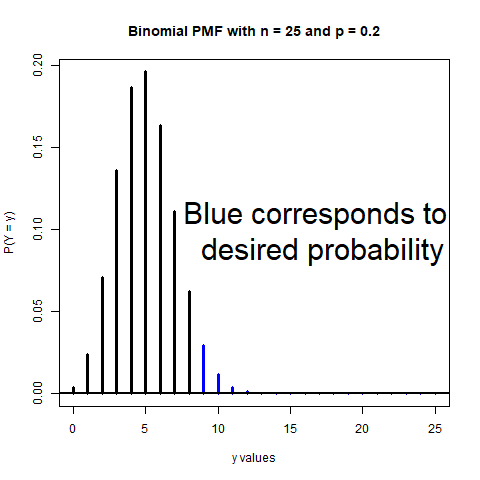 Binomial PMF with n = 25 and p = 0.2
P(Y = y)
0.20
0.15
0.10
0.05
0.00
Blue corresponds to
desired probability
0 5 10 15 20 25
y values